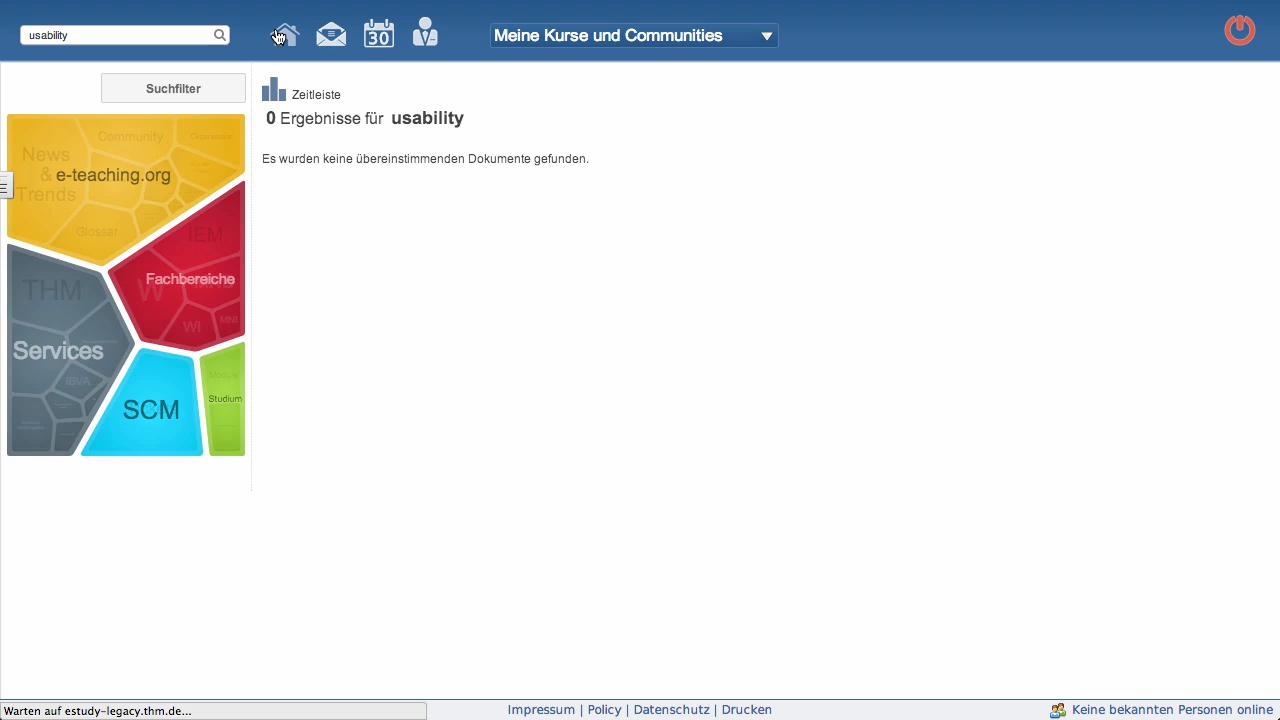 usability
30
Meine Kurse und Communities
Suchfilter
Zeitleiste
0 Ergebnisse für usability
Es wurden keine übereinstimmenden Dokumente gefunden.
Community
News
&
Trends
e-teaching.org
Glossar
IEM
Fachbereiche
W
WI
MNI
THM
Services
IBVA
SCM
Module
Studium
Warten auf estudy-legacy.thm.de...
Impressum | Policy | Datenschutz | Drucken
Keine bekannten Personen online